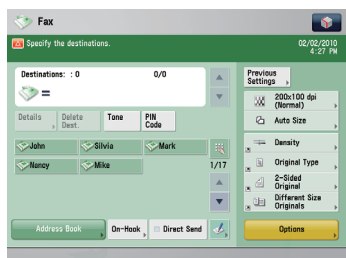 Fax
Specify the destinations.
02/02/2010
4:27 PM
Destinations: : 0 0/0
=
Details
Delete Dest.
Tone
PIN Code
John
Silvia
Mark
Nancy
Mike
1/17
Address Book
On-Hook
Direct Send
Previous Settings
200x100 dpi
(Normal)
Auto Size
Density
Original Type
2-Sided
Original
Different Size
Originals
Options